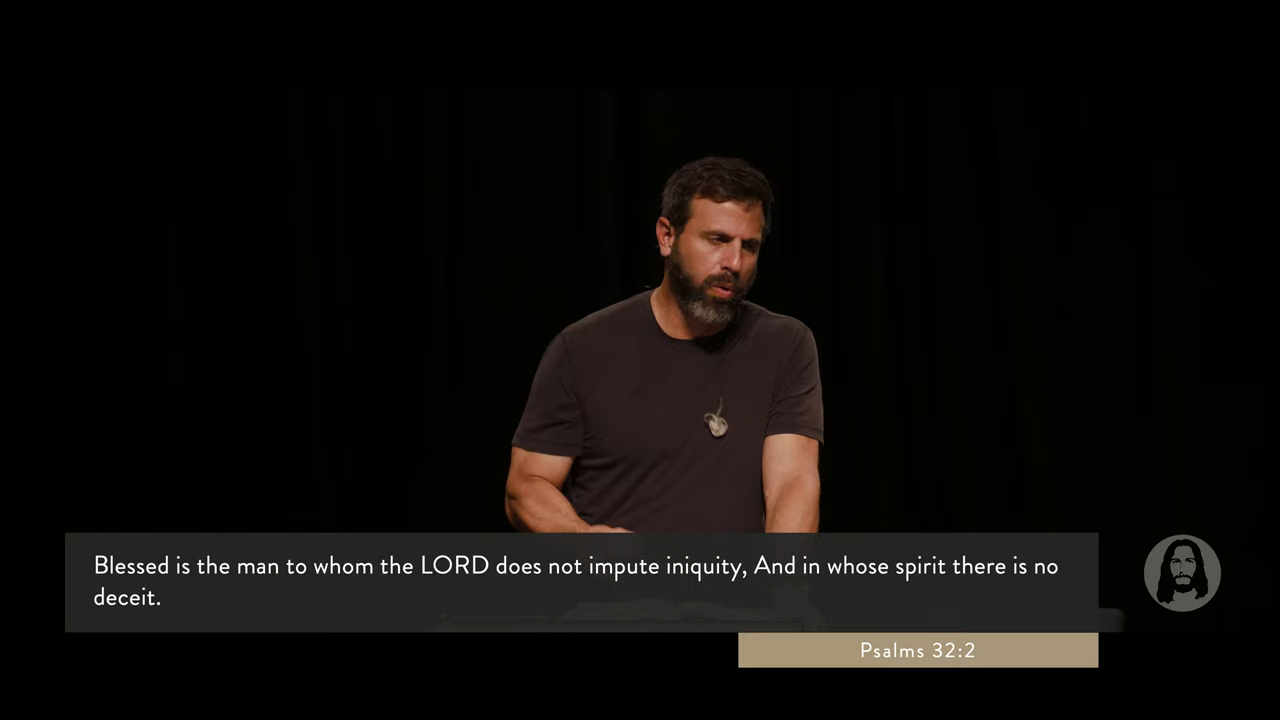 Blessed is the man to whom the LORD does not impute iniquity, And in whose spirit there is no
deceit.
Psalms 32:2